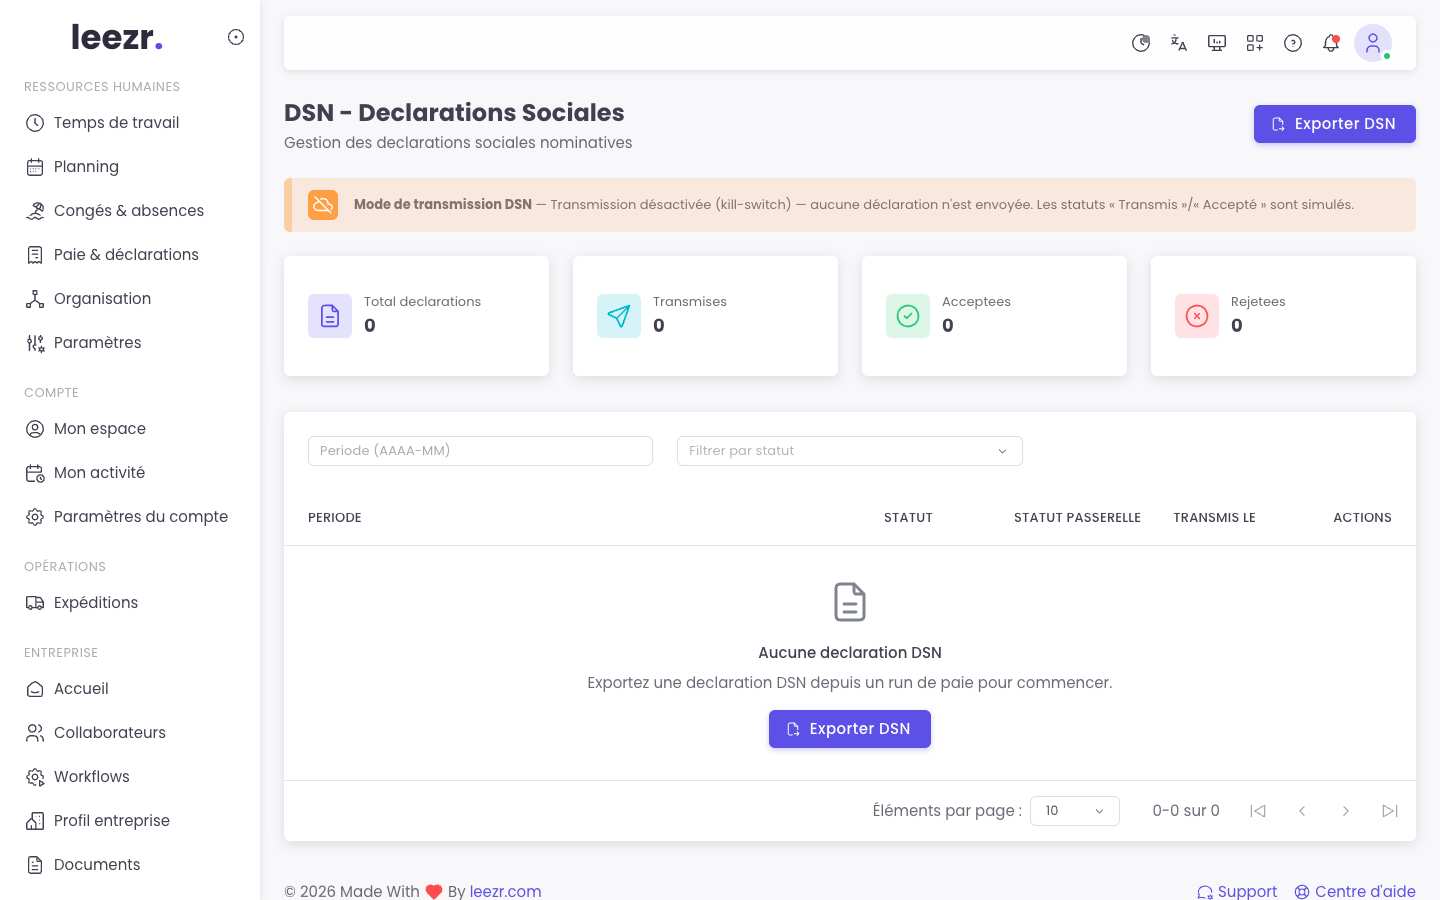 leezr.
RESSOURCES HUMAINES
Temps de travail
Planning
Congés & absences
Paie & déclarations
Organisation
Paramètres
COMPTE
Mon espace
Mon activité
Paramètres du compte
OPÉRATIONS
Expéditions
ENTREPRISE
Accueil
Collaborateurs
Workflows
Profil entreprise
Documents
DSN - Declarations Sociales
Gestion des declarations sociales nominatives
Exporter DSN
Mode de transmission DSN — Transmission désactivée (kill-switch) — aucune déclaration n'est envoyée. Les statuts « Transmis »/« Accepté » sont simulés.
Total declarations
0
Transmises
0
Acceptees
0
Rejetees
0
Periode (AAAA-MM)
Filtrer par statut
PERIODE STATUT STATUT PASSERELLE TRANSMIS LE ACTIONS
Aucune declaration DSN
Exportez une declaration DSN depuis un run de paie pour commencer.
Exporter DSN
Éléments par page : 10 0-0 sur 0
© 2026 Made With By leezr.com
Support Centre d'aide